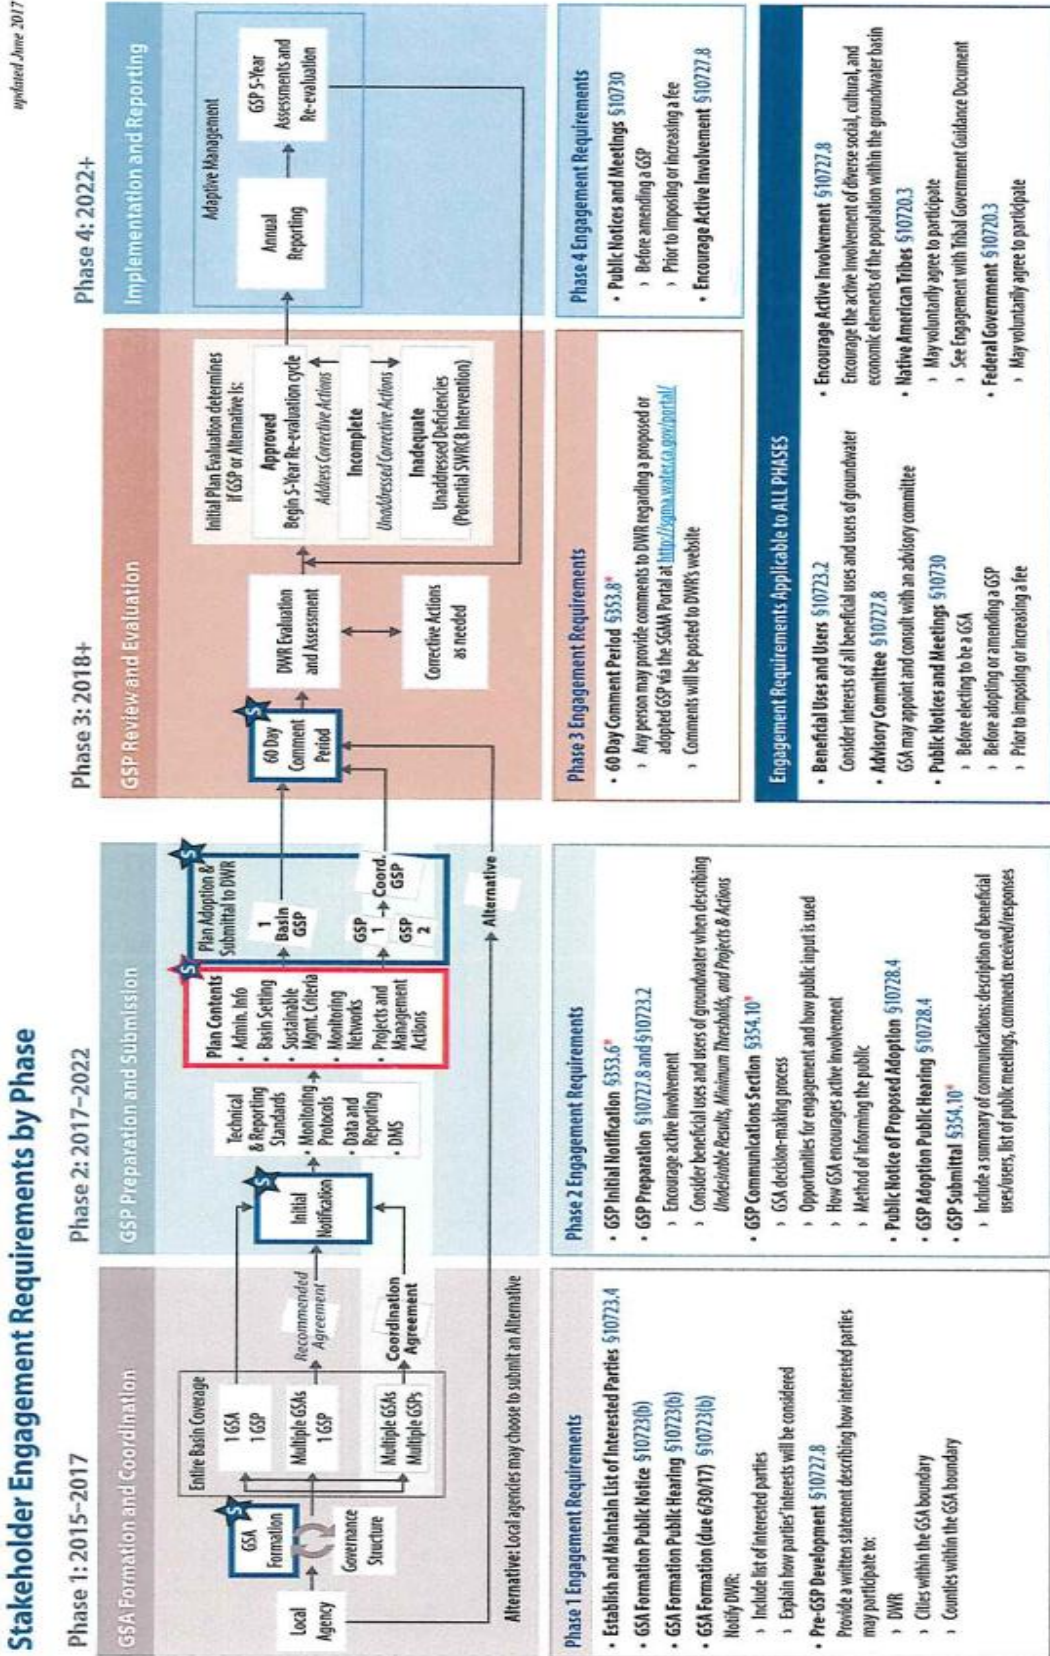 updated June 2017
Stakeholder Engagement Requirements by Phase
Phase 1: 2015–2017
GSA Formation and Coordination
Local
Agency
GSA
Formation
Governance
Structure
Entire Basin Coverage
1 GSA
1 GSP
Multiple GSAs
1 GSP
Multiple GSAs
Multiple GSPs
Recommended
Agreement
Coordination
Agreement
Alternative: Local agencies may choose to submit an Alternative
Phase 2: 2017–2022
GSP Preparation and Submission
Initial
Notification
Technical
& Reporting
Standards
• Monitoring
Protocols
• Data and
Reporting
• DMS
Plan Contents
• Admin. Info
• Basin Setting
• Sustainable
Mgmt. Criteria
• Monitoring
Networks
• Projects and
Management
Actions
Plan Adoption &
Submittal to DWR
1
Basin
GSP
GSP
1
GSP
2
Coord.
GSP
Alternative
Phase 3: 2018+
GSP Review and Evaluation
60 Day
Comment
Period
DWR Evaluation
and Assessment
Corrective Actions
as needed
Initial Plan Evaluation determines
if GSP or Alternative is:
Approved
Begin 5-Year Re-evaluation cycle
Address Corrective Actions
Incomplete
Unaddressed Corrective Actions
Inadequate
Unaddressed Deficiencies
(Potential SWRCB Intervention)
Phase 4: 2022+
Implementation and Reporting
Adaptive Management
Annual
Reporting
GSP 5-Year
Assessments and
Re-evaluation
Phase 1 Engagement Requirements
• Establish and Maintain List of Interested Parties §10723.4
• GSA Formation Public Notice §10723(b)
• GSA Formation Public Hearing §10723(b)
• GSA Formation (due 6/30/17) §10723(b)
Notify DWR:
› Include list of interested parties
› Explain how parties' interests will be considered
• Pre-GSP Development §10727.8
Provide a written statement describing how interested parties
may participate to:
› DWR
› Cities within the GSA boundary
› Counties within the GSA boundary
Phase 2 Engagement Requirements
• GSP Initial Notification §353.6*
• GSP Preparation §10727.8 and §10723.2
› Encourage active involvement
› Consider beneficial uses and users of groundwater when describing
Undesirable Results, Minimum Thresholds, and Projects & Actions
• GSP Communications Section §354.10*
› GSA decision-making process
› Opportunities for engagement and how public input is used
› How GSA encourages active involvement
› Method of informing the public
• Public Notice of Proposed Adoption §10728.4
• GSP Adoption Public Hearing §10728.4
• GSP Submittal §354.10*
› Include a summary of communications: description of beneficial
uses/users, list of public meetings, comments received/responses
Phase 3 Engagement Requirements
• 60 Day Comment Period §353.8*
› Any person may provide comments to DWR regarding a proposed or
adopted GSP via the SGMA Portal at http://sgma.water.ca.gov/portal/
› Comments will be posted to DWR's website
Phase 4 Engagement Requirements
• Public Notices and Meetings §10730
› Before amending a GSP
› Prior to imposing or increasing a fee
• Encourage Active Involvement §10727.8
Engagement Requirements Applicable to ALL PHASES
• Beneficial Uses and Users §10723.2
Consider interests of all beneficial uses and users of groundwater
• Advisory Committee §10727.8
GSA may appoint and consult with an advisory committee
• Public Notices and Meetings §10730
› Before electing to be a GSA
› Before adopting or amending a GSP
› Prior to imposing or increasing a fee
• Encourage Active Involvement §10727.8
Encourage the active involvement of diverse social, cultural, and
economic elements of the population within the groundwater basin
• Native American Tribes §10720.3
› May voluntarily agree to participate
› See Engagement with Tribal Government Guidance Document
• Federal Government §10720.3
› May voluntarily agree to participate